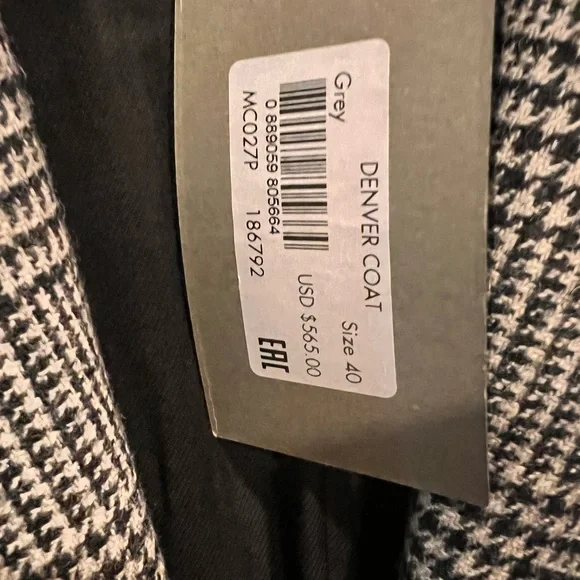 DENVER COAT
Grey
Size 40
0 889059 805664
USD $565.00
MC027P 186792
EAC